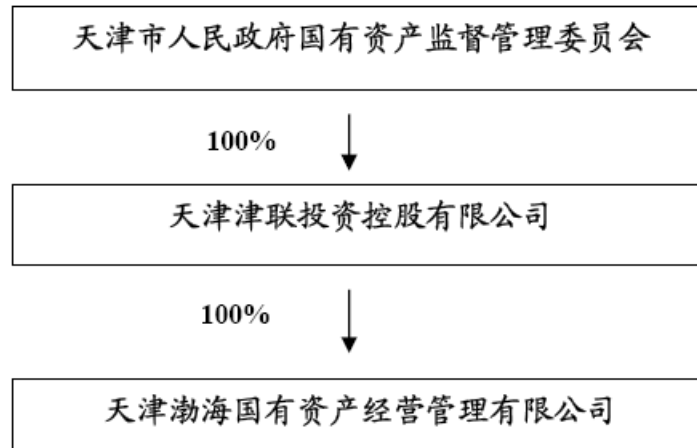 天津市人民政府国有资产监督管理委员会
100%
天津津联投资控股有限公司
100%
天津渤海国有资产经营管理有限公司